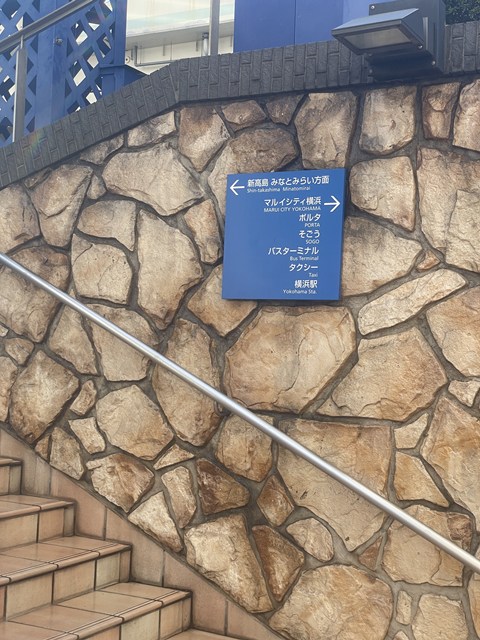 ← 新高島 みなとみらい方面
Shin-takashima Minatomirai
マルイシティ横浜 →
MARUI CITY YOKOHAMA
ポルタ
PORTA
そごう
SOGO
バスターミナル
Bus Terminal
タクシー
Taxi
横浜駅
Yokohama Sta.